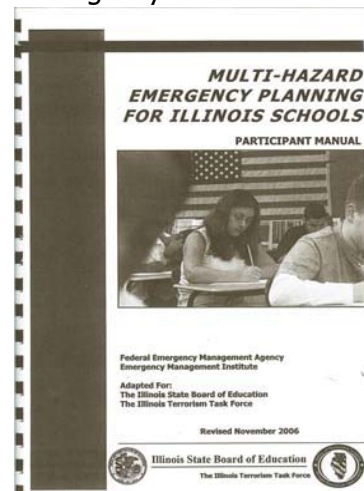 MULTI-HAZARD
EMERGENCY PLANNING
FOR ILLINOIS SCHOOLS
PARTICIPANT MANUAL
Federal Emergency Management Agency
Emergency Management Institute
Adapted For:
The Illinois State Board of Education
The Illinois Terrorism Task Force
Revised November 2006
Illinois State Board of Education
The Illinois Terrorism Task Force